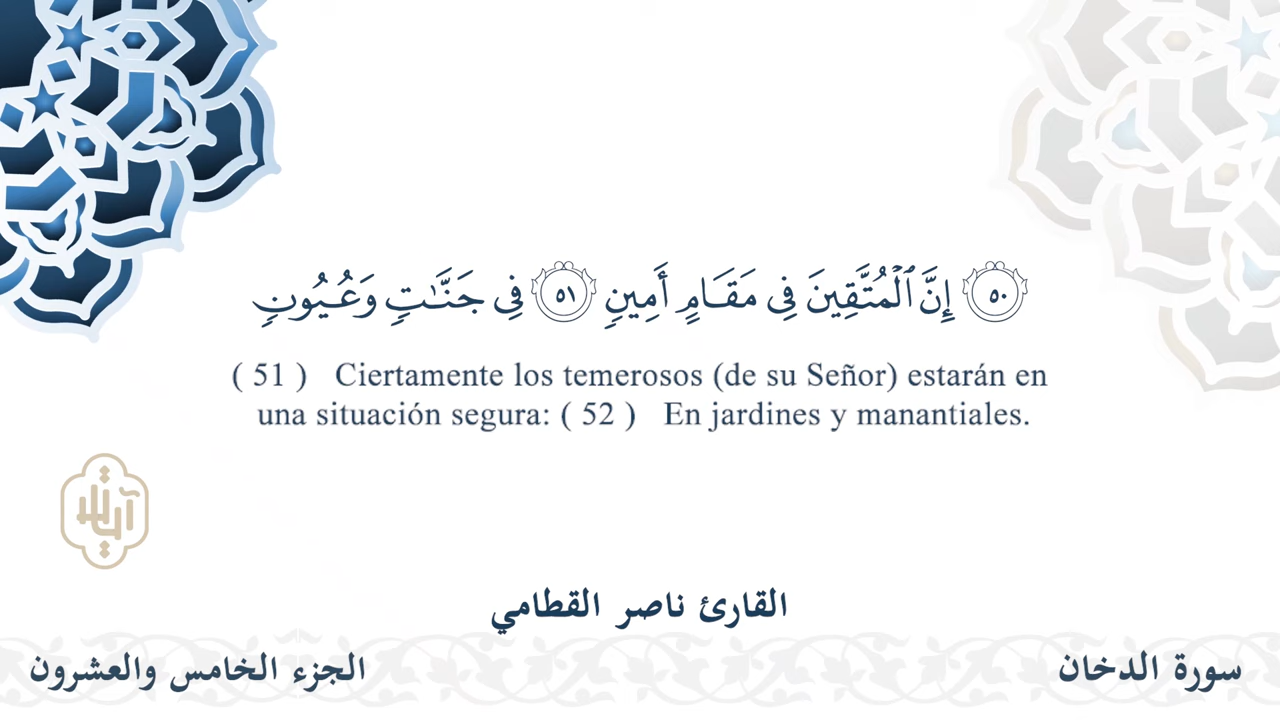 ۝٥٠ إِنَّ ٱلْمُتَّقِينَ فِى مَقَامٍ أَمِينٍ ۝٥١ فِى جَنَّـٰتٍ وَعُيُونٍ
( 51 ) Ciertamente los temerosos (de su Señor) estarán en
una situación segura: ( 52 ) En jardines y manantiales.
آيات
القارئ ناصر القطامي
سورة الدخان
الجزء الخامس والعشرون